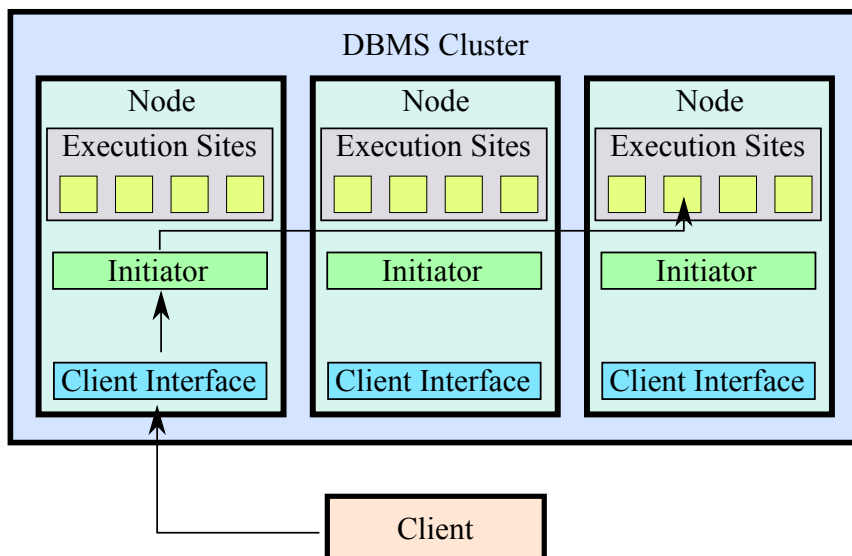 DBMS Cluster
Node
Execution Sites
Initiator
Client Interface
Node
Execution Sites
Initiator
Client Interface
Node
Execution Sites
Initiator
Client Interface
Client